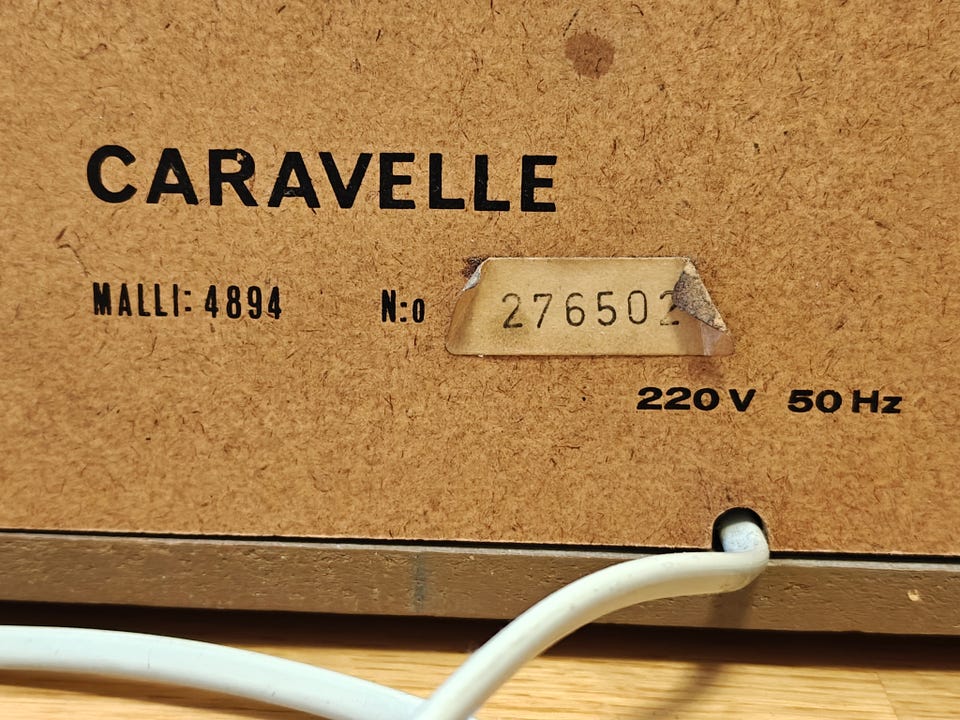 CARAVELLE
MALLI: 4894 N:o 276502
220 V 50 Hz